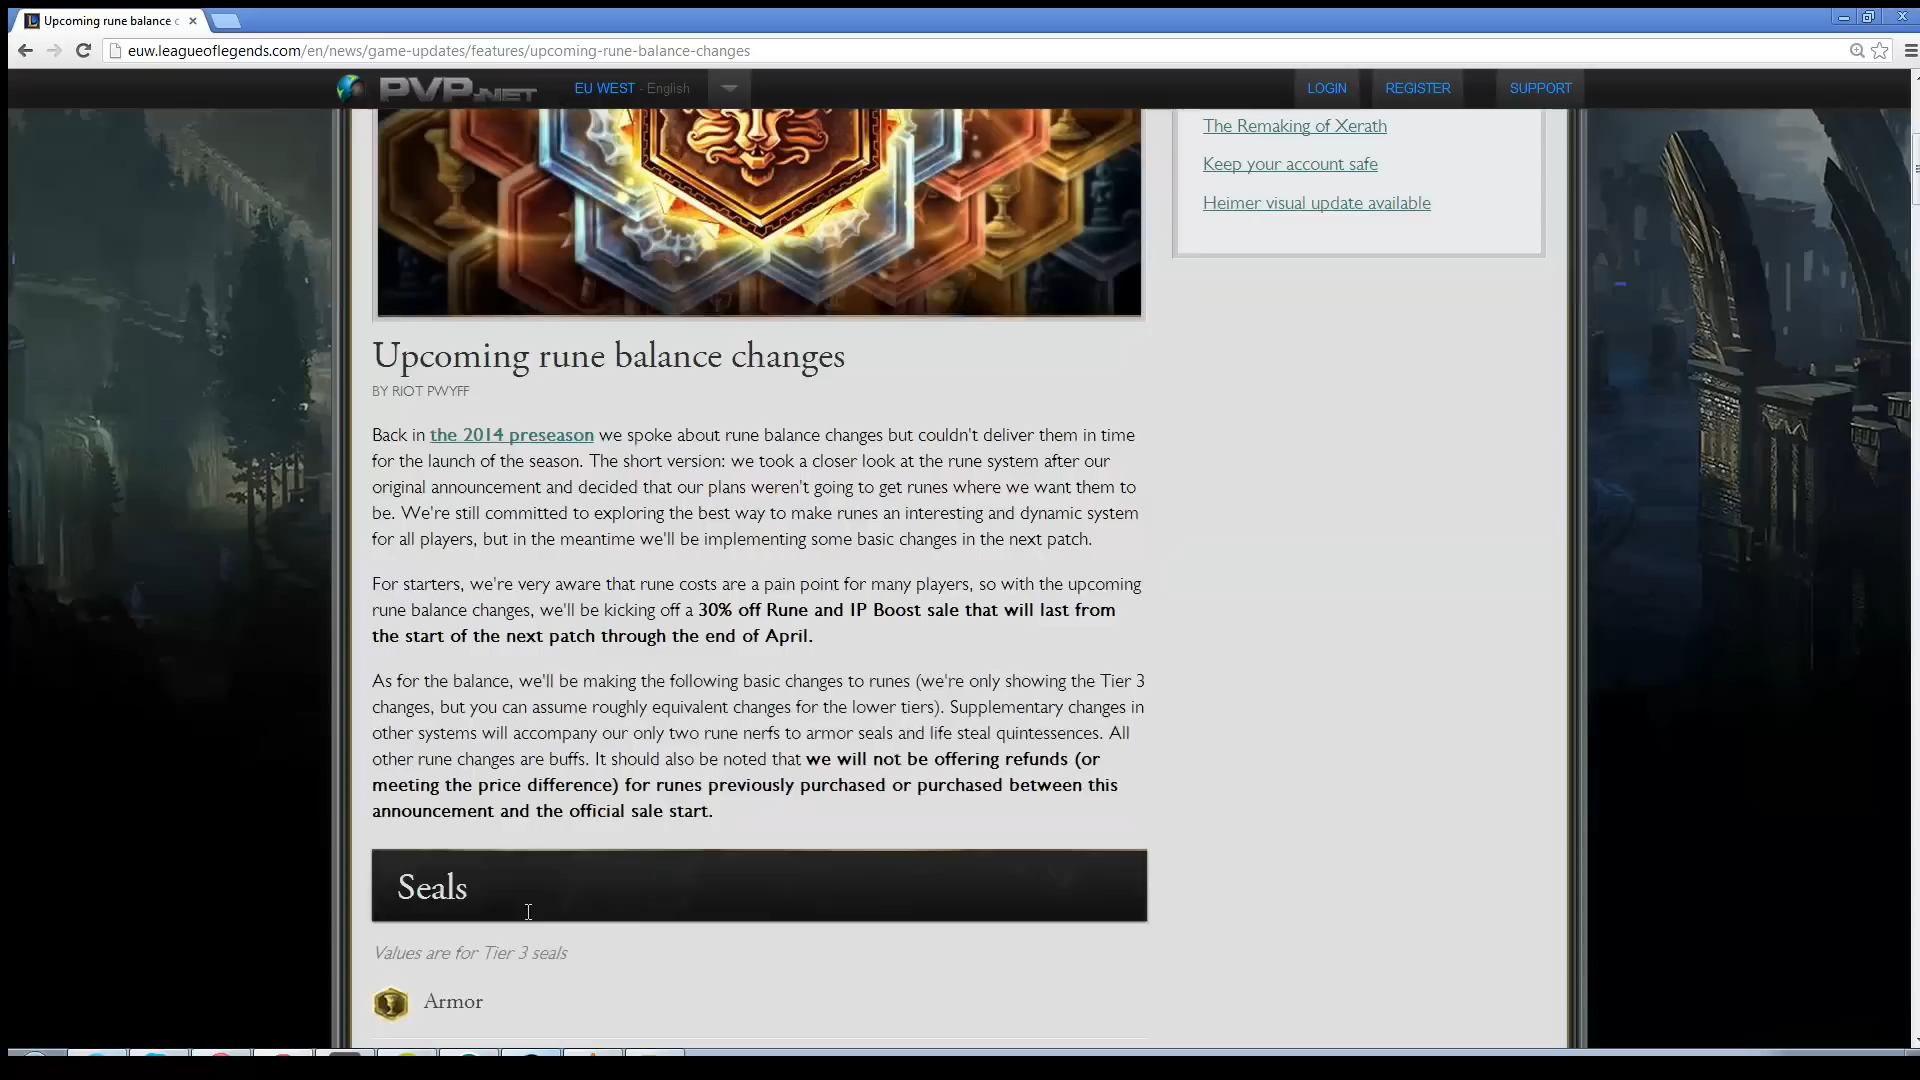 Upcoming rune balance c
euw.leagueoflegends.com/en/news/game-updates/features/upcoming-rune-balance-changes
PVP.NET
EU WEST - English
LOGIN
REGISTER
SUPPORT
The Remaking of Xerath
Keep your account safe
Heimer visual update available
Upcoming rune balance changes
BY RIOT PWYFF
Back in the 2014 preseason we spoke about rune balance changes but couldn't deliver them in time
for the launch of the season. The short version: we took a closer look at the rune system after our
original announcement and decided that our plans weren't going to get runes where we want them to
be. We're still committed to exploring the best way to make runes an interesting and dynamic system
for all players, but in the meantime we'll be implementing some basic changes in the next patch.
For starters, we're very aware that rune costs are a pain point for many players, so with the upcoming
rune balance changes, we'll be kicking off a 30% off Rune and IP Boost sale that will last from
the start of the next patch through the end of April.
As for the balance, we'll be making the following basic changes to runes (we're only showing the Tier 3
changes, but you can assume roughly equivalent changes for the lower tiers). Supplementary changes in
other systems will accompany our only two rune nerfs to armor seals and life steal quintessences. All
other rune changes are buffs. It should also be noted that we will not be offering refunds (or
meeting the price difference) for runes previously purchased or purchased between this
announcement and the official sale start.
Seals
Values are for Tier 3 seals
Armor